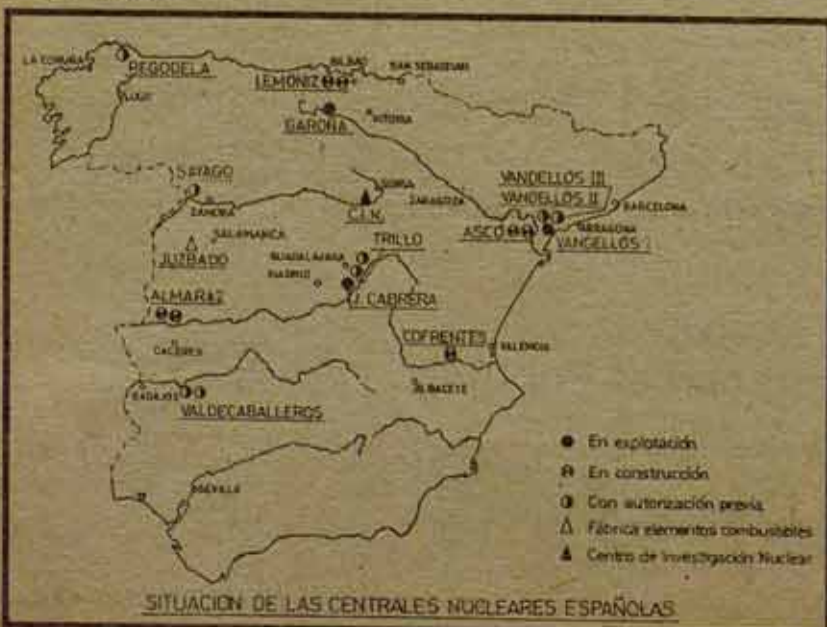 LA CORUÑA
REGODELA
LUGO
BILBAO
SAN SEBASTIAN
LEMONIZ
GAROÑA
VITORIA
SAYAGO
ZAMORA
SORIA
ZARAGOZA
C.I.N.
VANDELLOS III
VANDELLOS II
BARCELONA
TARRAGONA
ASCO
VANDELLOS I
SALAMANCA
JUZBADO
GUADALAJARA
TRILLO
MADRID
J. CABRERA
ALMARAZ
COFRENTES
CACERES
VALENCIA
BADAJOZ
ALBACETE
VALDECABALLEROS
SEVILLA
En explotación
En construcción
Con autorización previa
Fábrica elementos combustibles
Centro de Investigación Nuclear
SITUACION DE LAS CENTRALES NUCLEARES ESPAÑOLAS